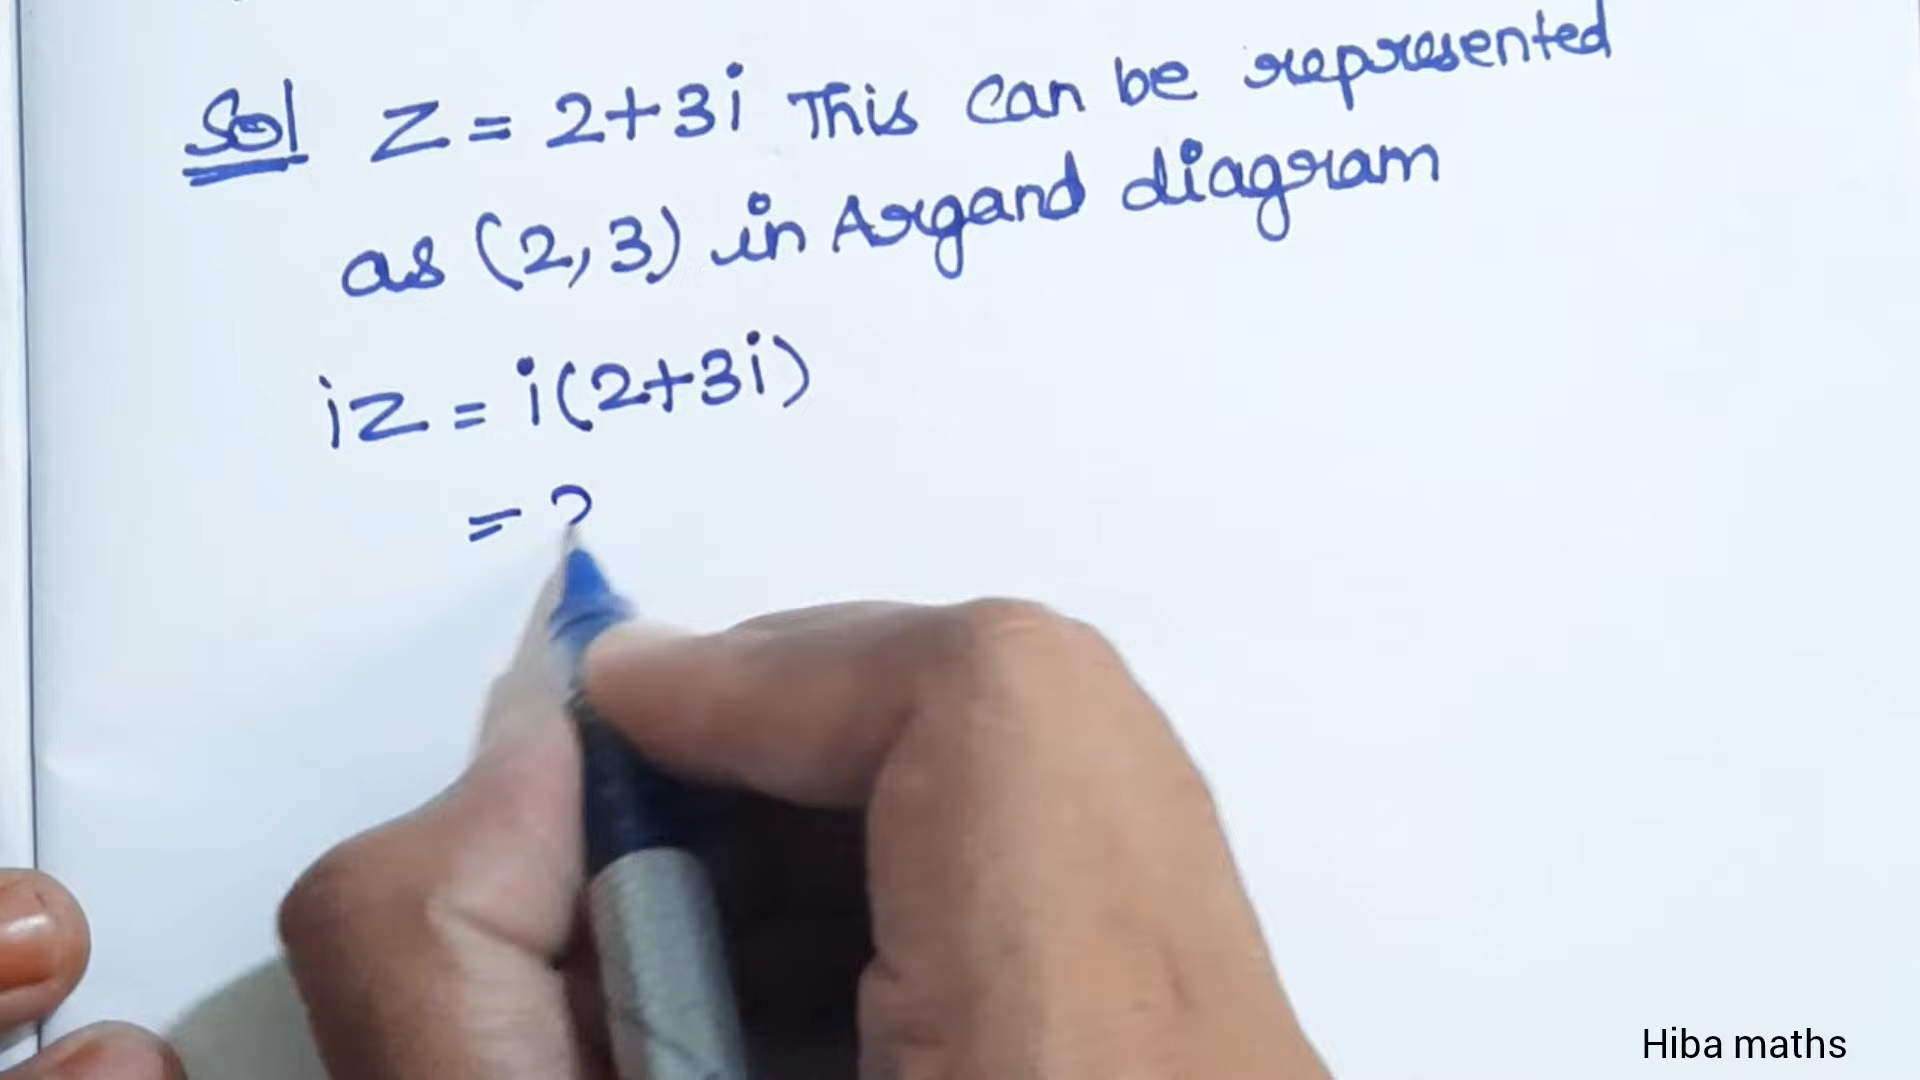 Sol Z = 2+3i This can be represented
as (2,3) in Argand diagram
iz = i(2+3i)
= 2
Hiba maths